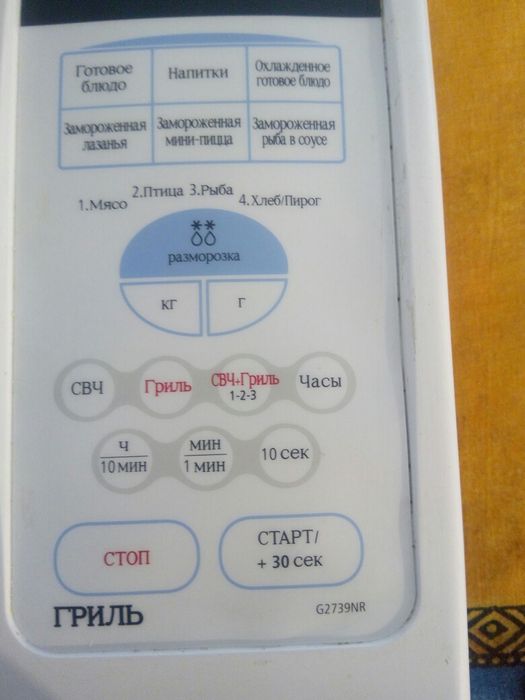 Готовое
блюдо
Напитки
Охлажденное
готовое блюдо
Замороженная
лазанья
Замороженная
мини-пицца
Замороженная
рыба в соусе
1.Мясо
2.Птица
3.Рыба
4.Хлеб/Пирог
разморозка
кг
г
СВЧ
Гриль
СВЧ+Гриль
1-2-3
Часы
ч
10 мин
мин
1 мин
10 сек
СТОП
СТАРТ/
+ 30 сек
ГРИЛЬ
G2739NR